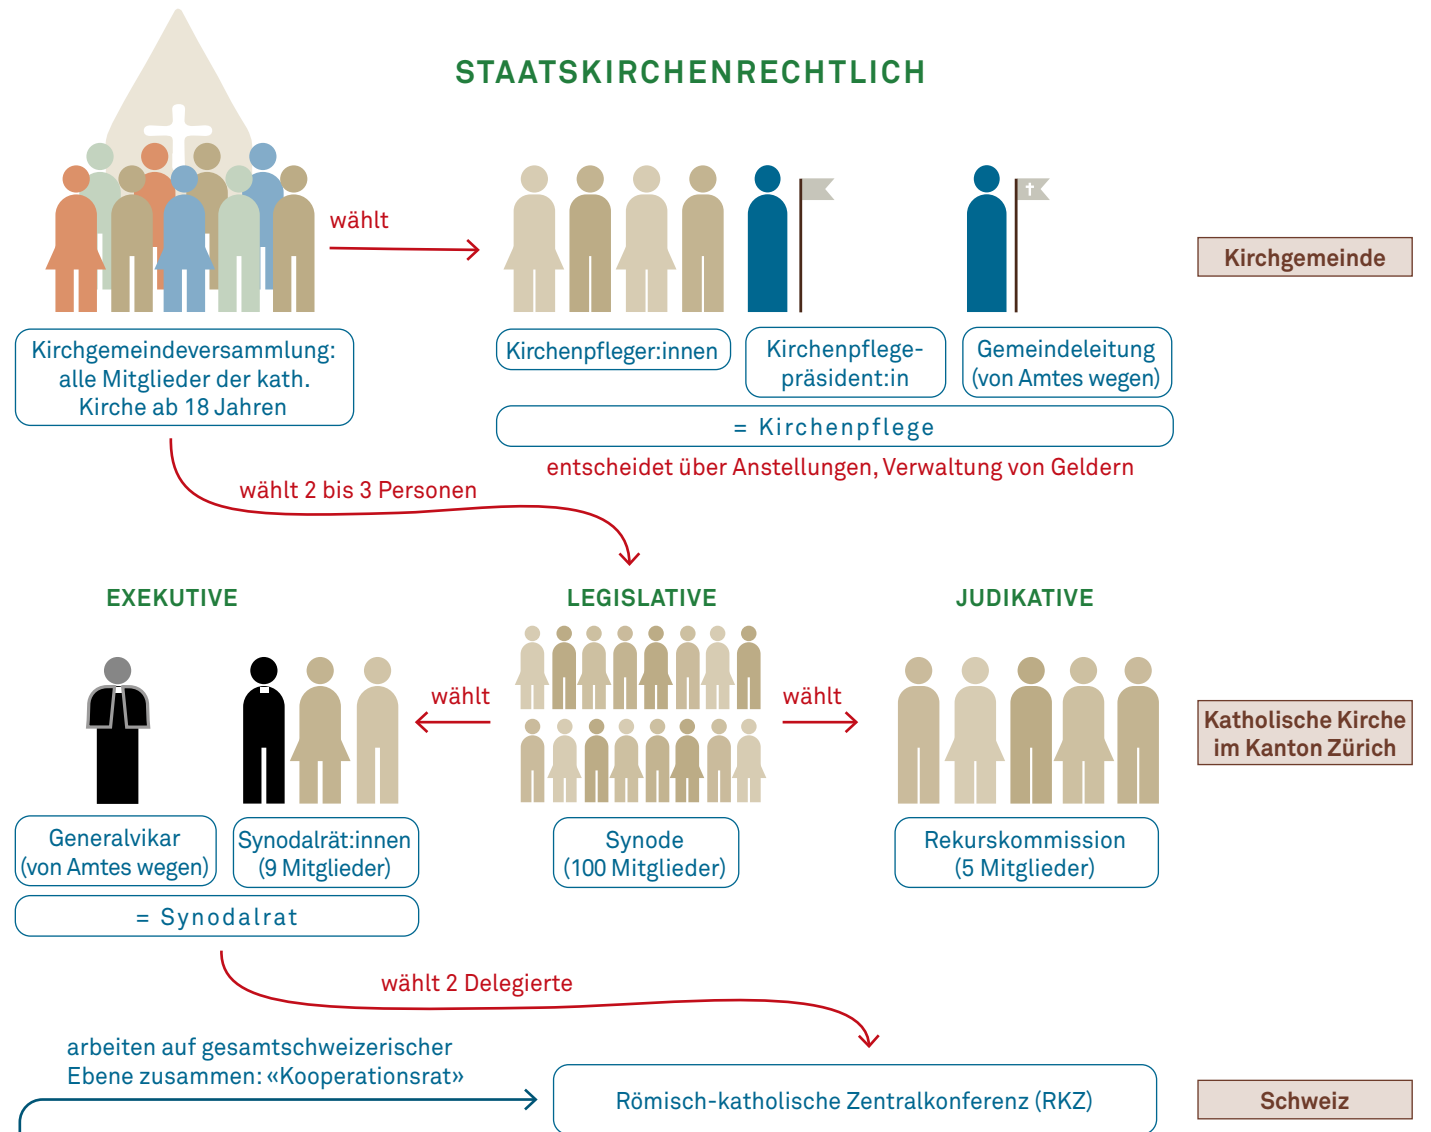 STAATSKIRCHENRECHTLICH
wählt
Kirchgemeinde
Kirchgemeindeversammlung:
alle Mitglieder der kath.
Kirche ab 18 Jahren
Kirchenpfleger:innen
Kirchenpflege-
präsident:in
Gemeindeleitung
(von Amtes wegen)
= Kirchenpflege
entscheidet über Anstellungen, Verwaltung von Geldern
wählt 2 bis 3 Personen
EXEKUTIVE
LEGISLATIVE
JUDIKATIVE
wählt
wählt
Katholische Kirche
im Kanton Zürich
Generalvikar
(von Amtes wegen)
Synodalrät:innen
(9 Mitglieder)
Synode
(100 Mitglieder)
Rekurskommission
(5 Mitglieder)
= Synodalrat
wählt 2 Delegierte
arbeiten auf gesamtschweizerischer
Ebene zusammen: «Kooperationsrat»
Römisch-katholische Zentralkonferenz (RKZ)
Schweiz